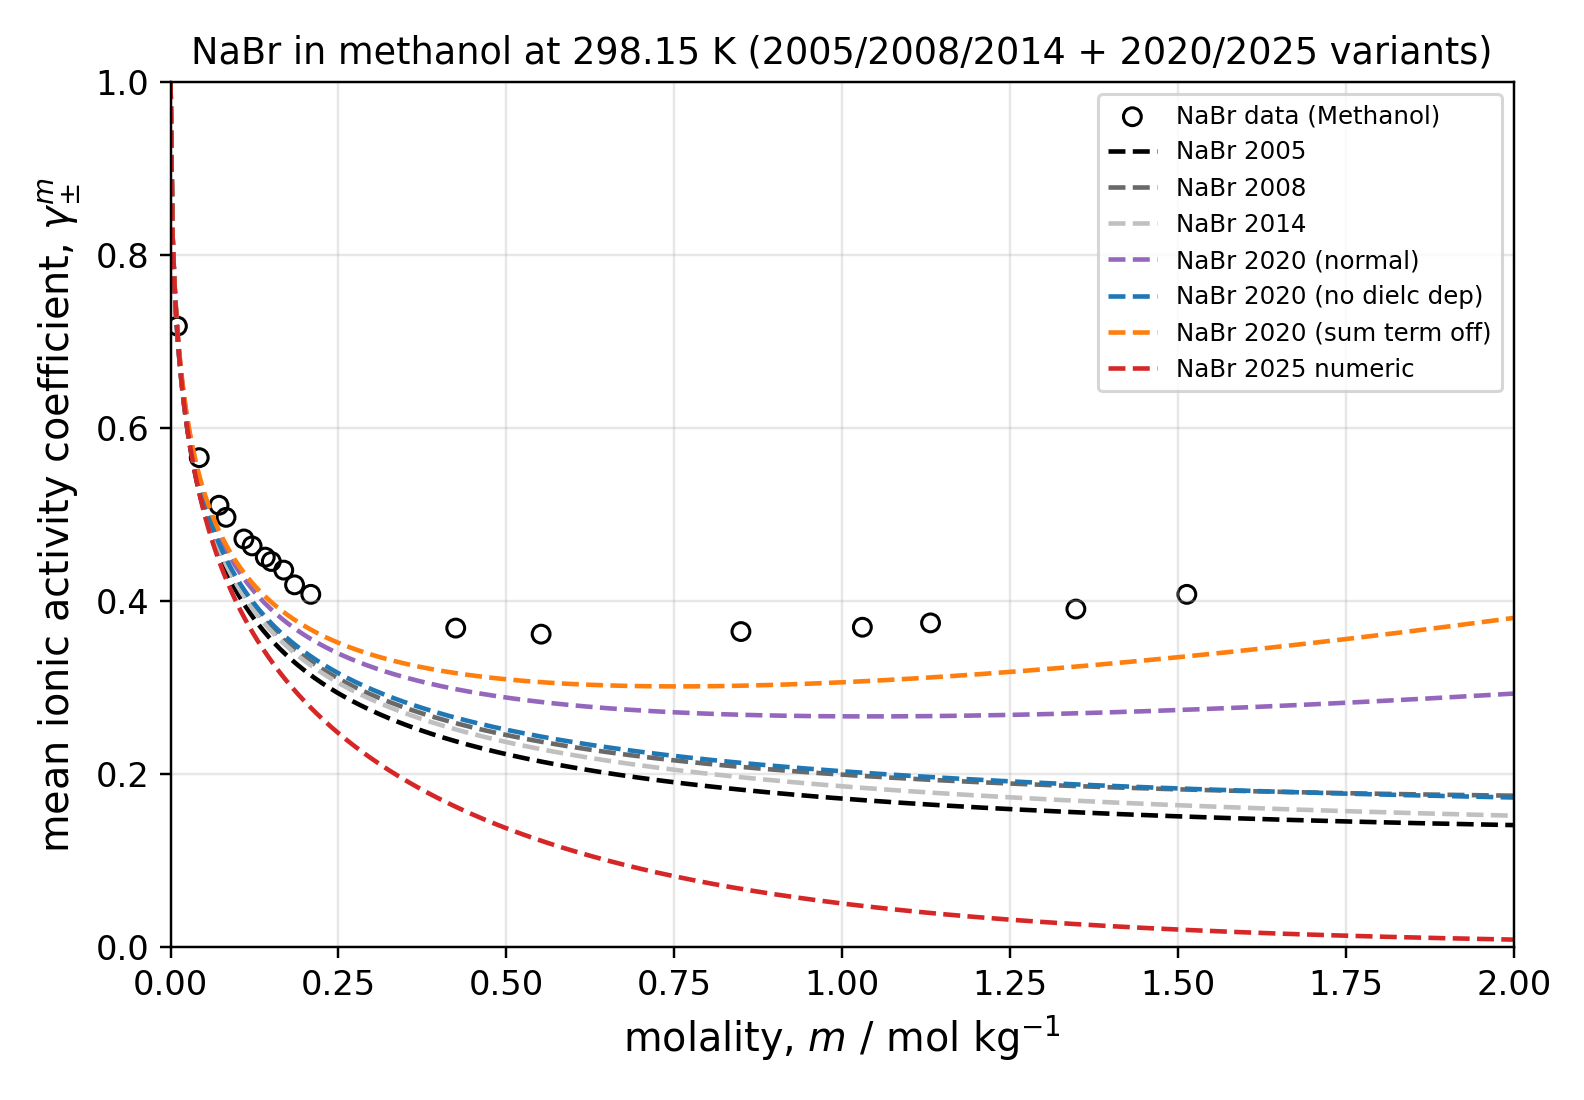 NaBr in methanol at 298.15 K (2005/2008/2014 + 2020/2025 variants)
1.0
0.8
0.6
0.4
0.2
0.0
mean ionic activity coefficient, γ±^m
NaBr data (Methanol)
NaBr 2005
NaBr 2008
NaBr 2014
NaBr 2020 (normal)
NaBr 2020 (no dielc dep)
NaBr 2020 (sum term off)
NaBr 2025 numeric
0.00 0.25 0.50 0.75 1.00 1.25 1.50 1.75 2.00
molality, m / mol kg⁻¹